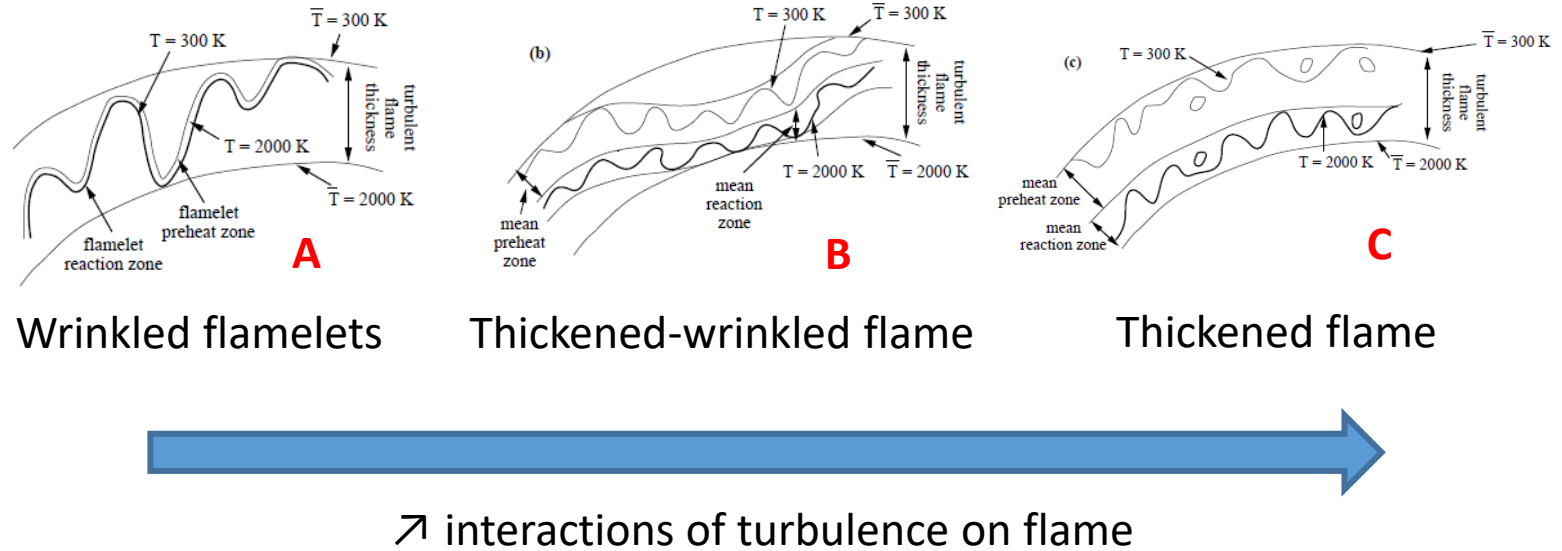 T̅ = 300 K
T = 300 K
turbulent
flame
thickness
T = 2000 K
T̅ = 2000 K
flamelet
preheat zone
flamelet
reaction zone
A
Wrinkled flamelets
(b)
T = 300 K
T̅ = 300 K
turbulent
flame
thickness
T = 2000 K
T̅ = 2000 K
mean
reaction
zone
mean
preheat
zone
B
Thickened-wrinkled flame
(c)
T = 300 K
T̅ = 300 K
turbulent
flame
thickness
T = 2000 K
T̅ = 2000 K
mean
preheat zone
mean
reaction zone
C
Thickened flame
↗ interactions of turbulence on flame